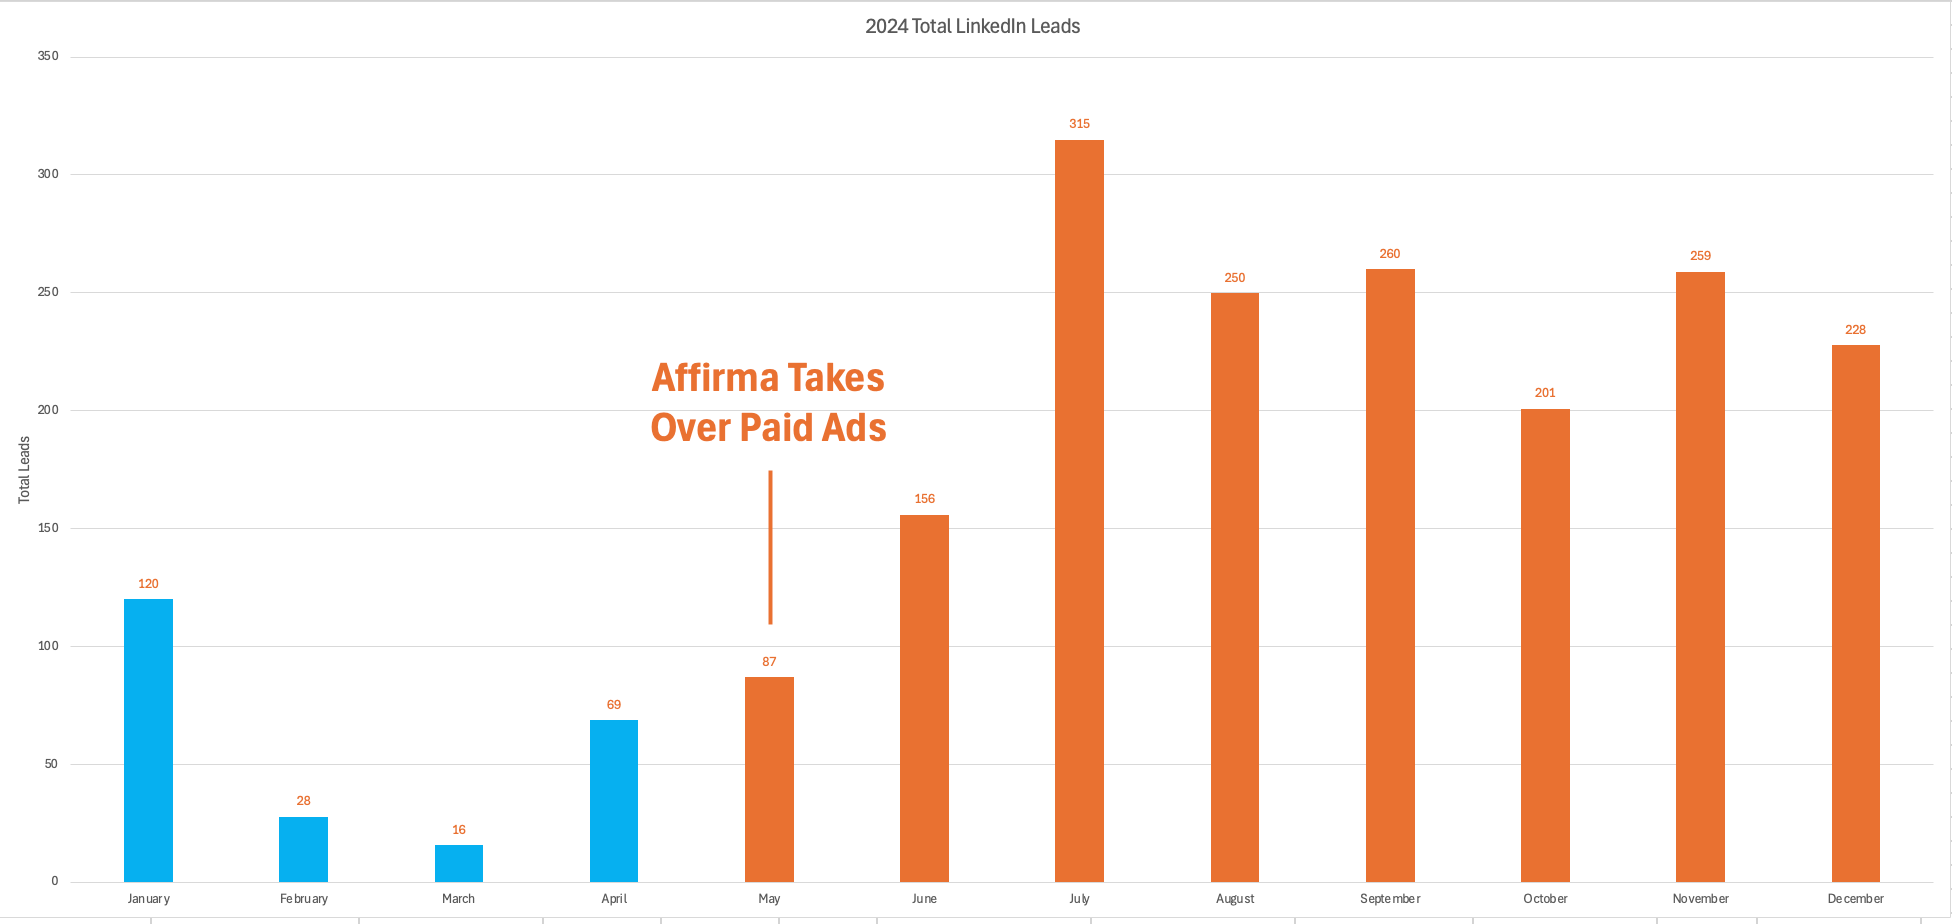 2024 Total LinkedIn Leads
350
300
250
200
150
100
50
0
Total Leads
120
28
16
69
87
156
315
250
260
201
259
228
Affirma Takes
Over Paid Ads
January
February
March
April
May
June
July
August
September
October
November
December